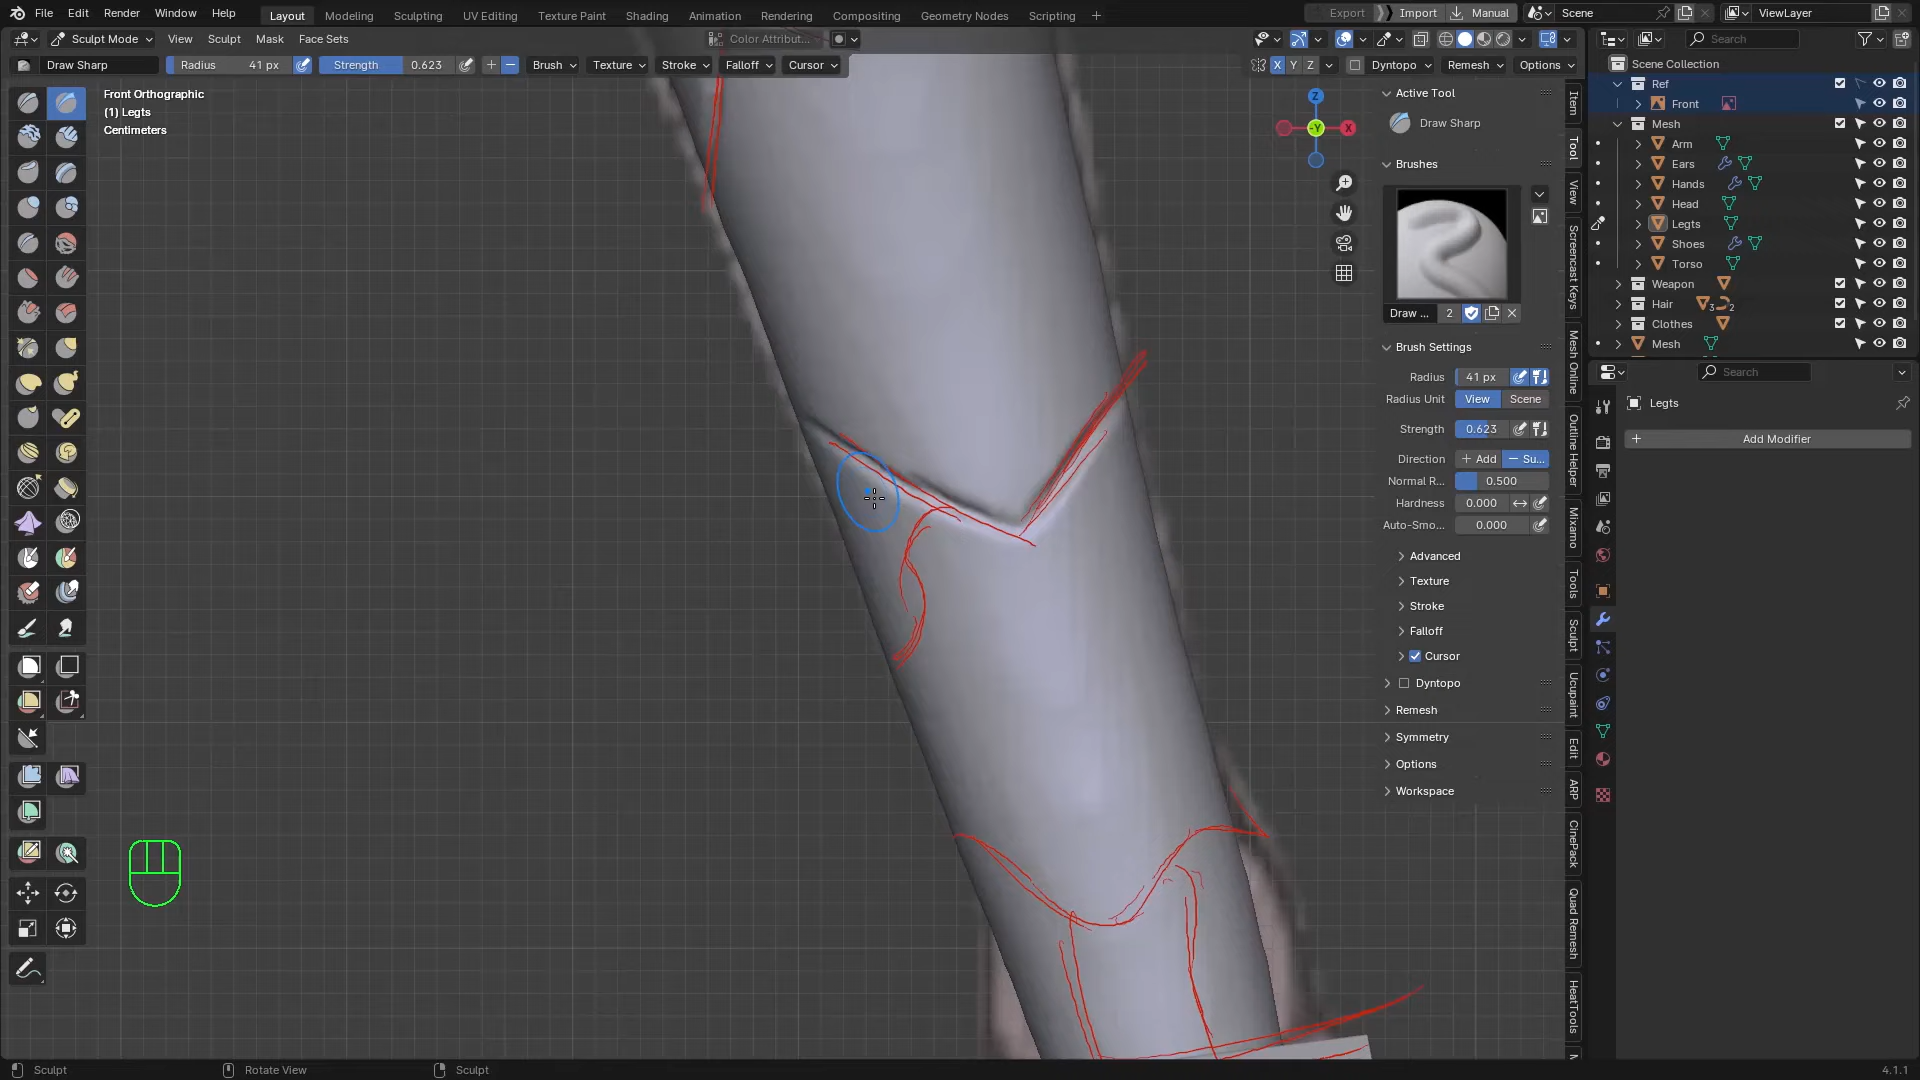 File Edit Render Window Help Layout Modeling Sculpting UV Editing Texture Paint Shading Animation Rendering Compositing Geometry Nodes Scripting + Export Import Manual Scene ViewLayer
Sculpt Mode View Sculpt Mask Face Sets Color Attribut... Search
Draw Sharp Radius 41 px Strength 0.623 + − Brush Texture Stroke Falloff Cursor X Y Z Dyntopo Remesh Options
Front Orthographic
(1) Legts
Centimeters
Z
-Y
X
Active Tool
Draw Sharp
Brushes
Draw ... 2
Brush Settings
Radius 41 px
Radius Unit View Scene
Strength 0.623
Direction + Add − Su...
Normal R... 0.500
Hardness 0.000
Auto-Smo... 0.000
Advanced
Texture
Stroke
Falloff
Cursor
Dyntopo
Remesh
Symmetry
Options
Workspace
Item
Tool
View
Screencast Keys
Mesh Online
Outline Helper
Mixamo
Tools
Sculpt
Ucupaint
Edit
ARP
CinePack
Quad Remesh
HeatTools
Scene Collection
Ref
Front
Mesh
Arm
Ears
Hands
Head
Legts
Shoes
Torso
Weapon
Hair 3 2
Clothes
Mesh
Search
Legts
+ Add Modifier
Sculpt Rotate View Sculpt 4.1.1